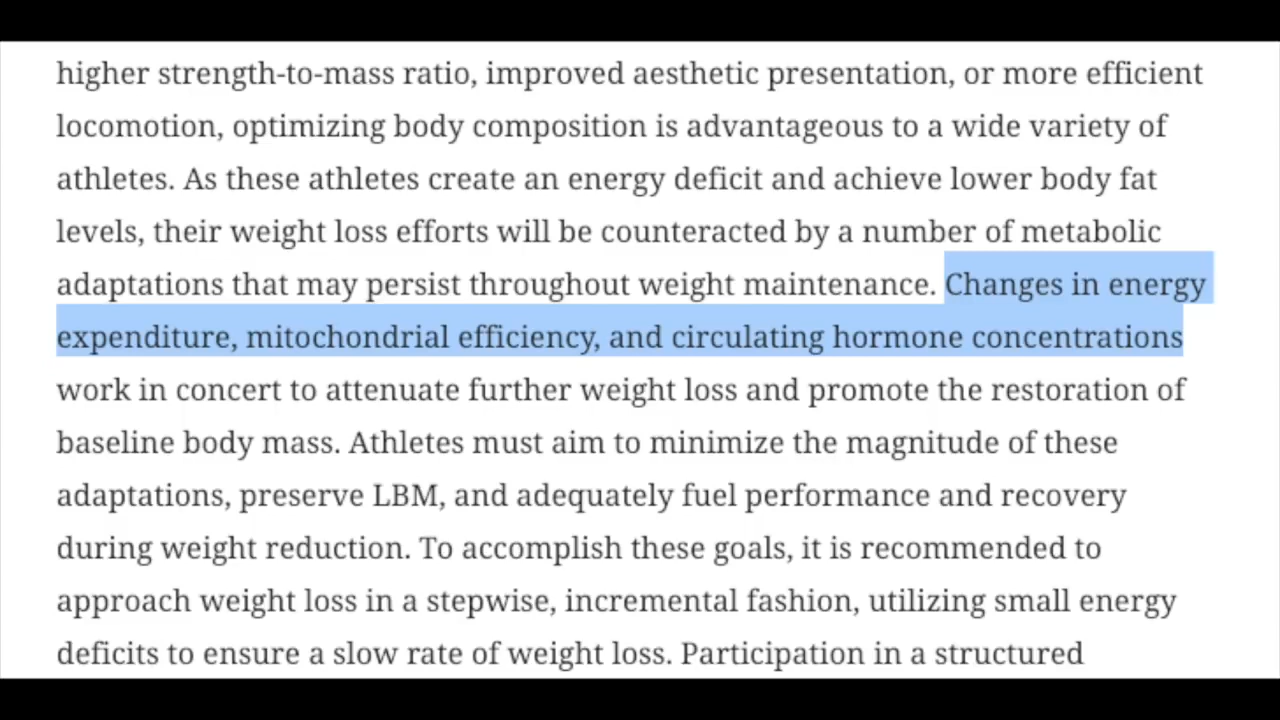 higher strength-to-mass ratio, improved aesthetic presentation, or more efficient
locomotion, optimizing body composition is advantageous to a wide variety of
athletes. As these athletes create an energy deficit and achieve lower body fat
levels, their weight loss efforts will be counteracted by a number of metabolic
adaptations that may persist throughout weight maintenance. Changes in energy
expenditure, mitochondrial efficiency, and circulating hormone concentrations
work in concert to attenuate further weight loss and promote the restoration of
baseline body mass. Athletes must aim to minimize the magnitude of these
adaptations, preserve LBM, and adequately fuel performance and recovery
during weight reduction. To accomplish these goals, it is recommended to
approach weight loss in a stepwise, incremental fashion, utilizing small energy
deficits to ensure a slow rate of weight loss. Participation in a structured